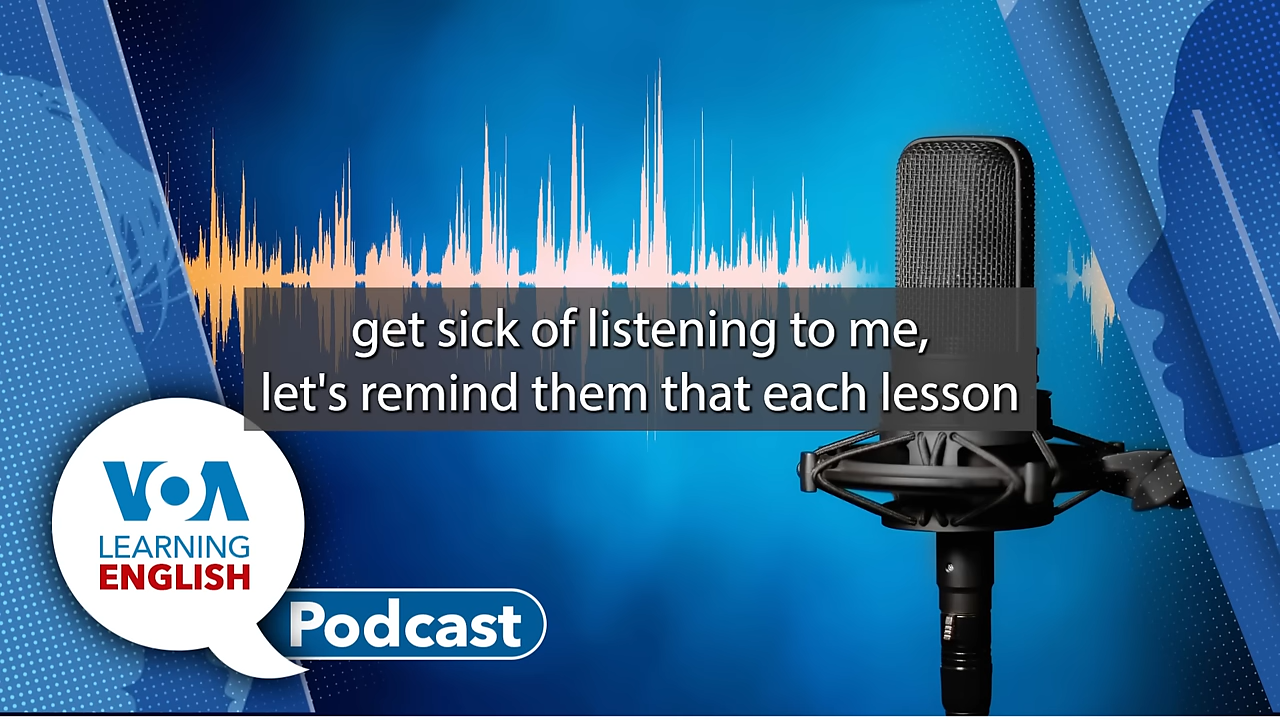 get sick of listening to me,
let's remind them that each lesson
VOA
LEARNING
ENGLISH
Podcast